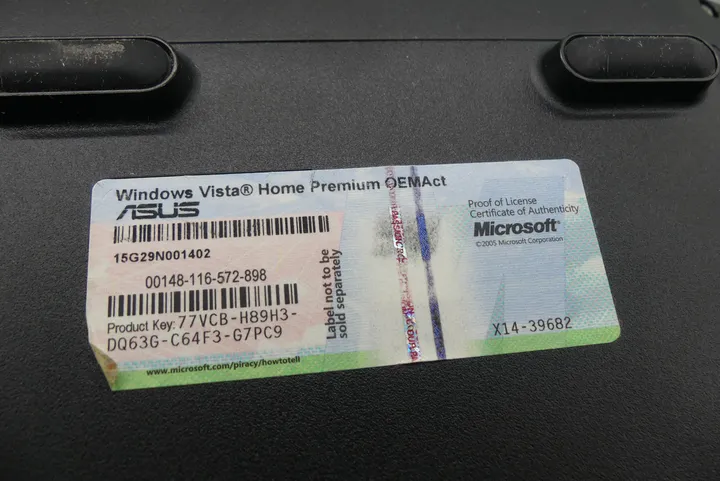 Windows Vista® Home Premium OEMAct
ASUS
15G29N001402
00148-116-572-898
Product Key: 77VCB-H89H3-
DQ63G-C64F3-G7PC9
Label not to be
sold separately
www.microsoft.com/piracy/howtotell
Proof of License
Certificate of Authenticity
Microsoft®
©2005 Microsoft Corporation
X14-39682